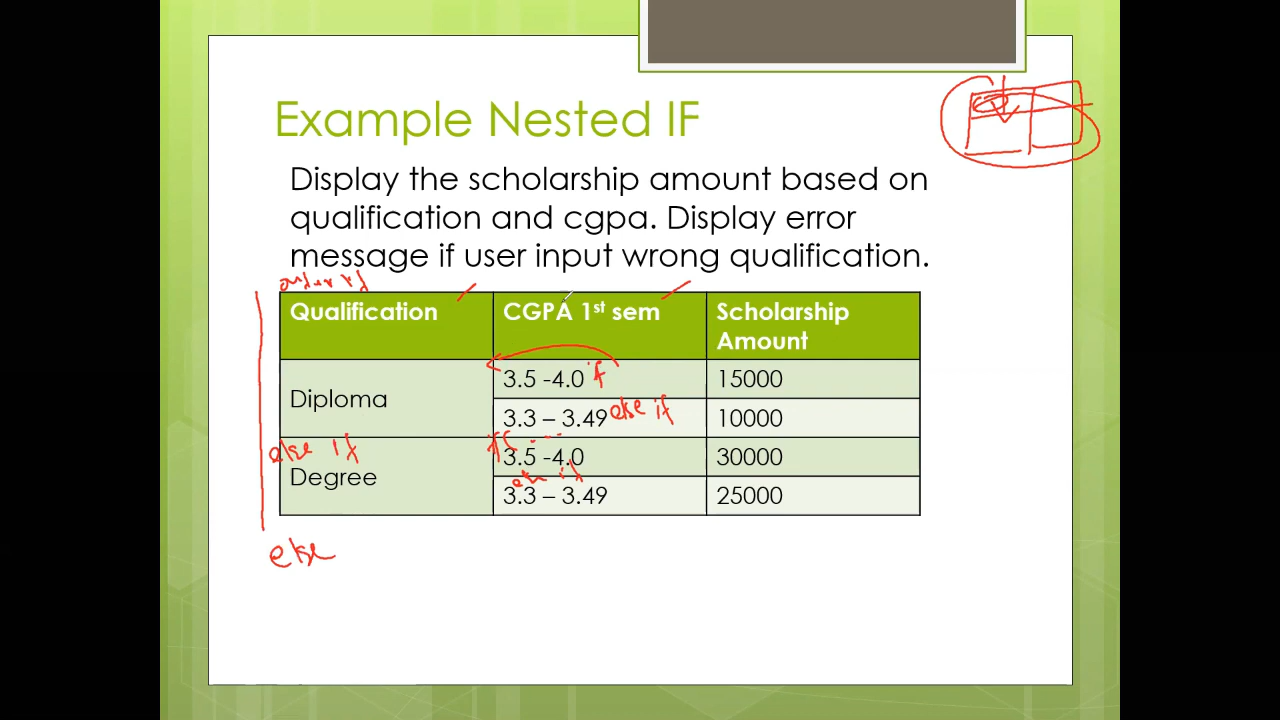 Example Nested IF
Display the scholarship amount based on
qualification and cgpa. Display error
message if user input wrong qualification.
Qualification CGPA 1st sem Scholarship
Amount
Diploma 3.5 -4.0 if 15000
3.3 – 3.49 else if 10000
else if if ...
Degree 3.5 -4.0 30000
else if
3.3 – 3.49 25000
else